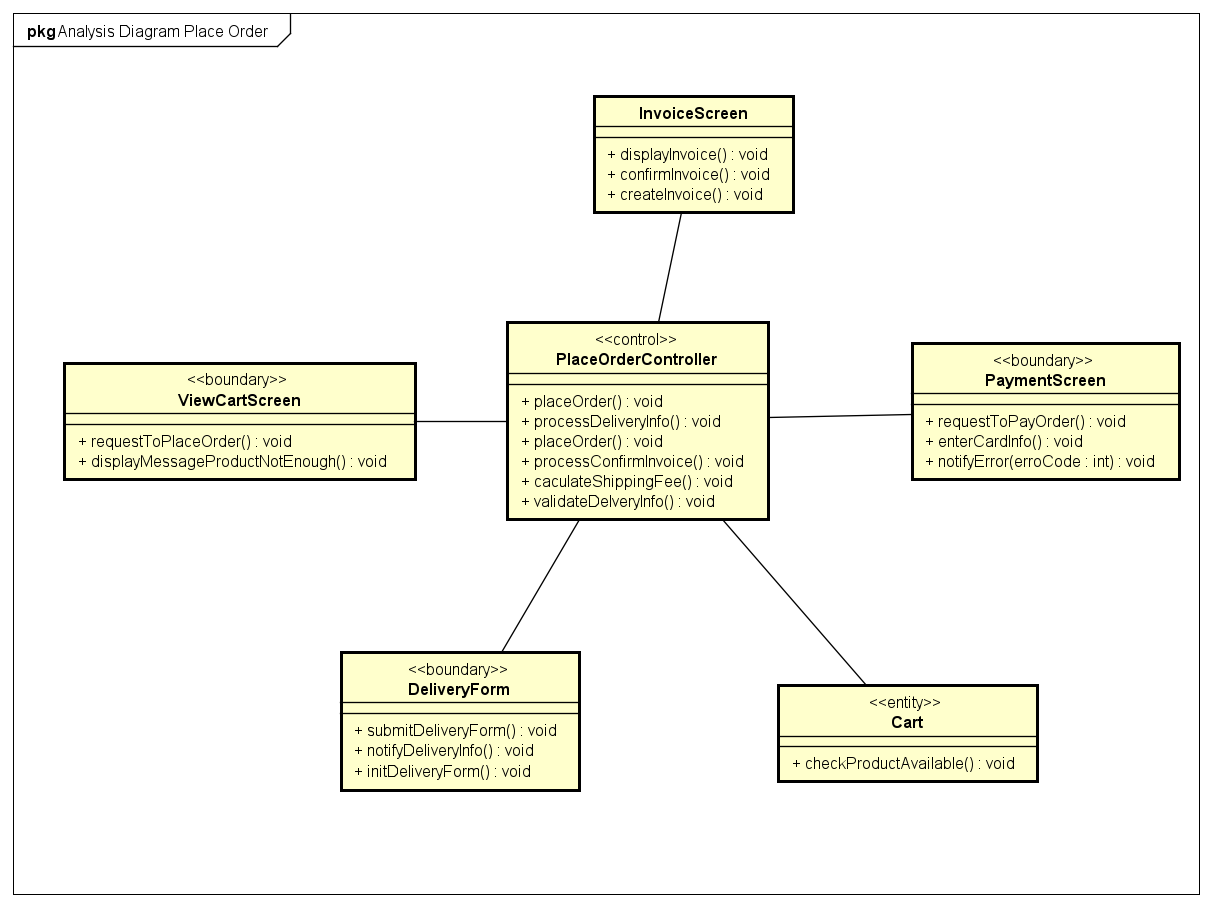 pkg Analysis Diagram Place Order
InvoiceScreen
+ displayInvoice() : void
+ confirmInvoice() : void
+ createInvoice() : void
<<control>>
PlaceOrderController
+ placeOrder() : void
+ processDeliveryInfo() : void
+ placeOrder() : void
+ processConfirmInvoice() : void
+ caculateShippingFee() : void
+ validateDelveryInfo() : void
<<boundary>>
ViewCartScreen
+ requestToPlaceOrder() : void
+ displayMessageProductNotEnough() : void
<<boundary>>
PaymentScreen
+ requestToPayOrder() : void
+ enterCardInfo() : void
+ notifyError(erroCode : int) : void
<<boundary>>
DeliveryForm
+ submitDeliveryForm() : void
+ notifyDeliveryInfo() : void
+ initDeliveryForm() : void
<<entity>>
Cart
+ checkProductAvailable() : void